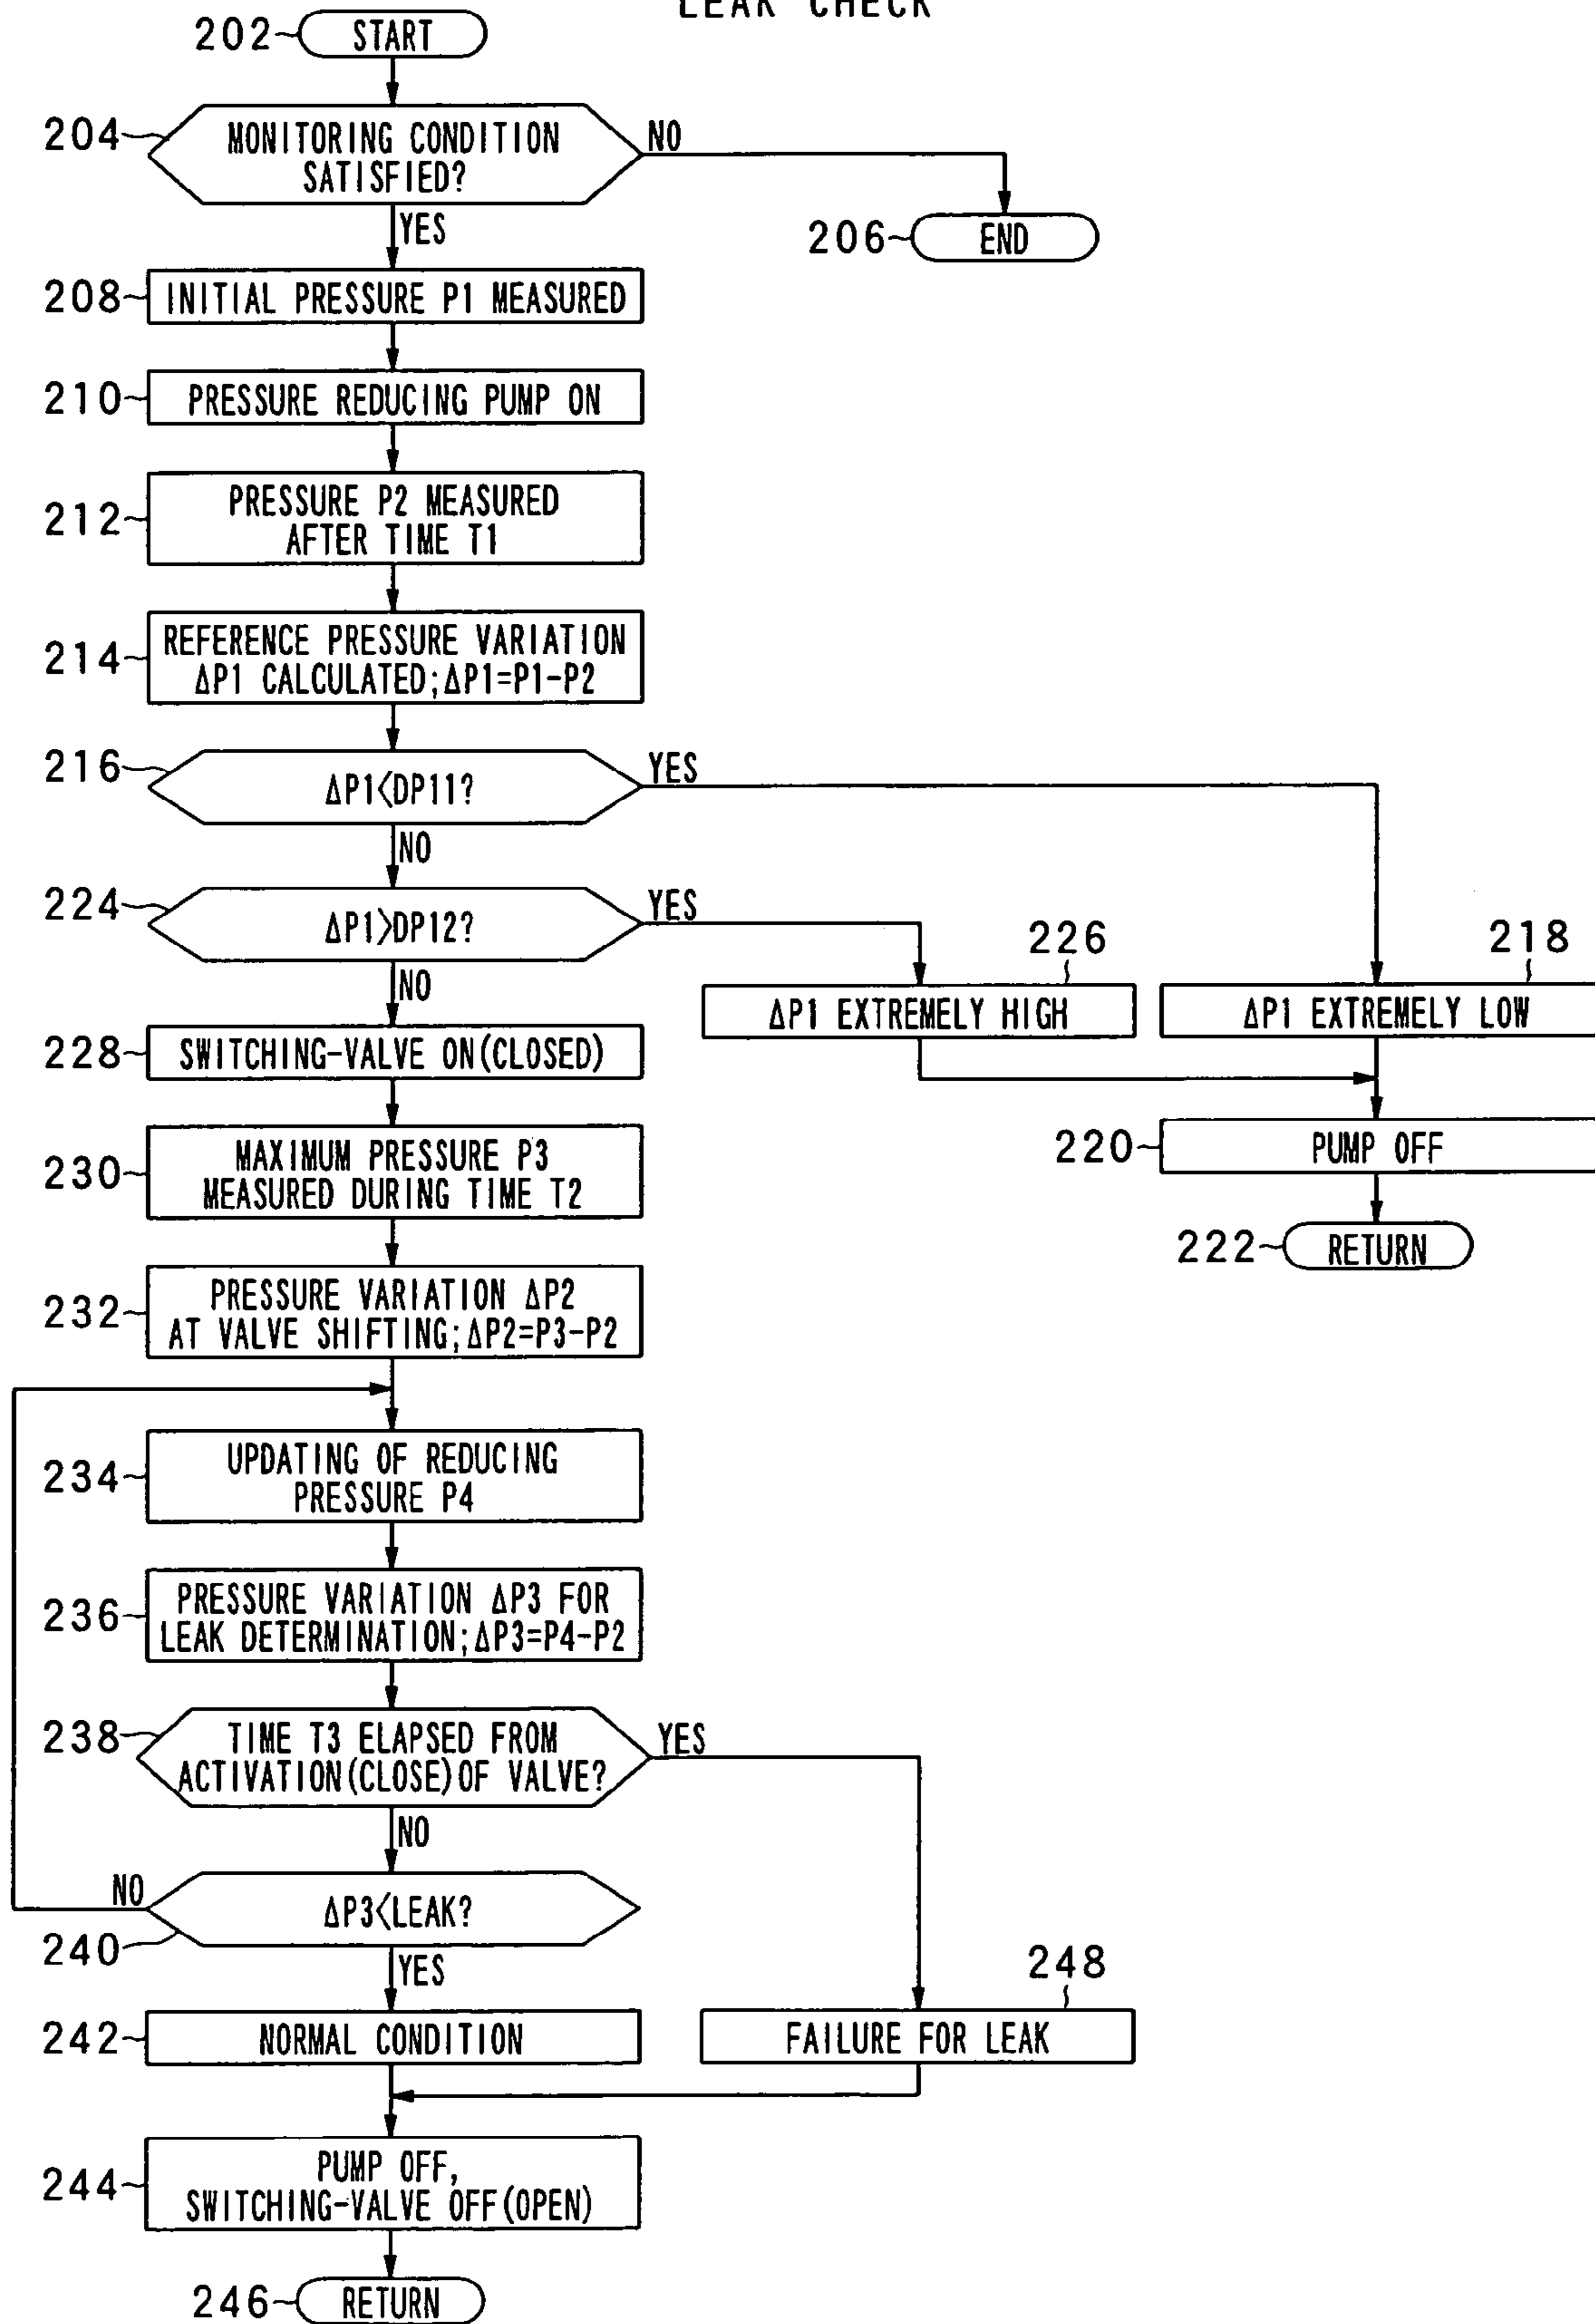 LEAK CHECK
202
START
204
MONITORING CONDITION
SATISFIED?
NO
YES
206
END
208
INITIAL PRESSURE P1 MEASURED
210
PRESSURE REDUCING PUMP ON
212
PRESSURE P2 MEASURED
AFTER TIME T1
214
REFERENCE PRESSURE VARIATION
ΔP1 CALCULATED;ΔP1=P1-P2
216
ΔP1<DP11?
YES
NO
224
ΔP1>DP12?
YES
NO
226
ΔP1 EXTREMELY HIGH
218
ΔP1 EXTREMELY LOW
228
SWITCHING-VALVE ON(CLOSED)
220
PUMP OFF
222
RETURN
230
MAXIMUM PRESSURE P3
MEASURED DURING TIME T2
232
PRESSURE VARIATION ΔP2
AT VALVE SHIFTING;ΔP2=P3-P2
234
UPDATING OF REDUCING
PRESSURE P4
236
PRESSURE VARIATION ΔP3 FOR
LEAK DETERMINATION;ΔP3=P4-P2
238
TIME T3 ELAPSED FROM
ACTIVATION(CLOSE)OF VALVE?
YES
NO
240
ΔP3<LEAK?
NO
YES
242
NORMAL CONDITION
248
FAILURE FOR LEAK
244
PUMP OFF,
SWITCHING-VALVE OFF(OPEN)
246
RETURN